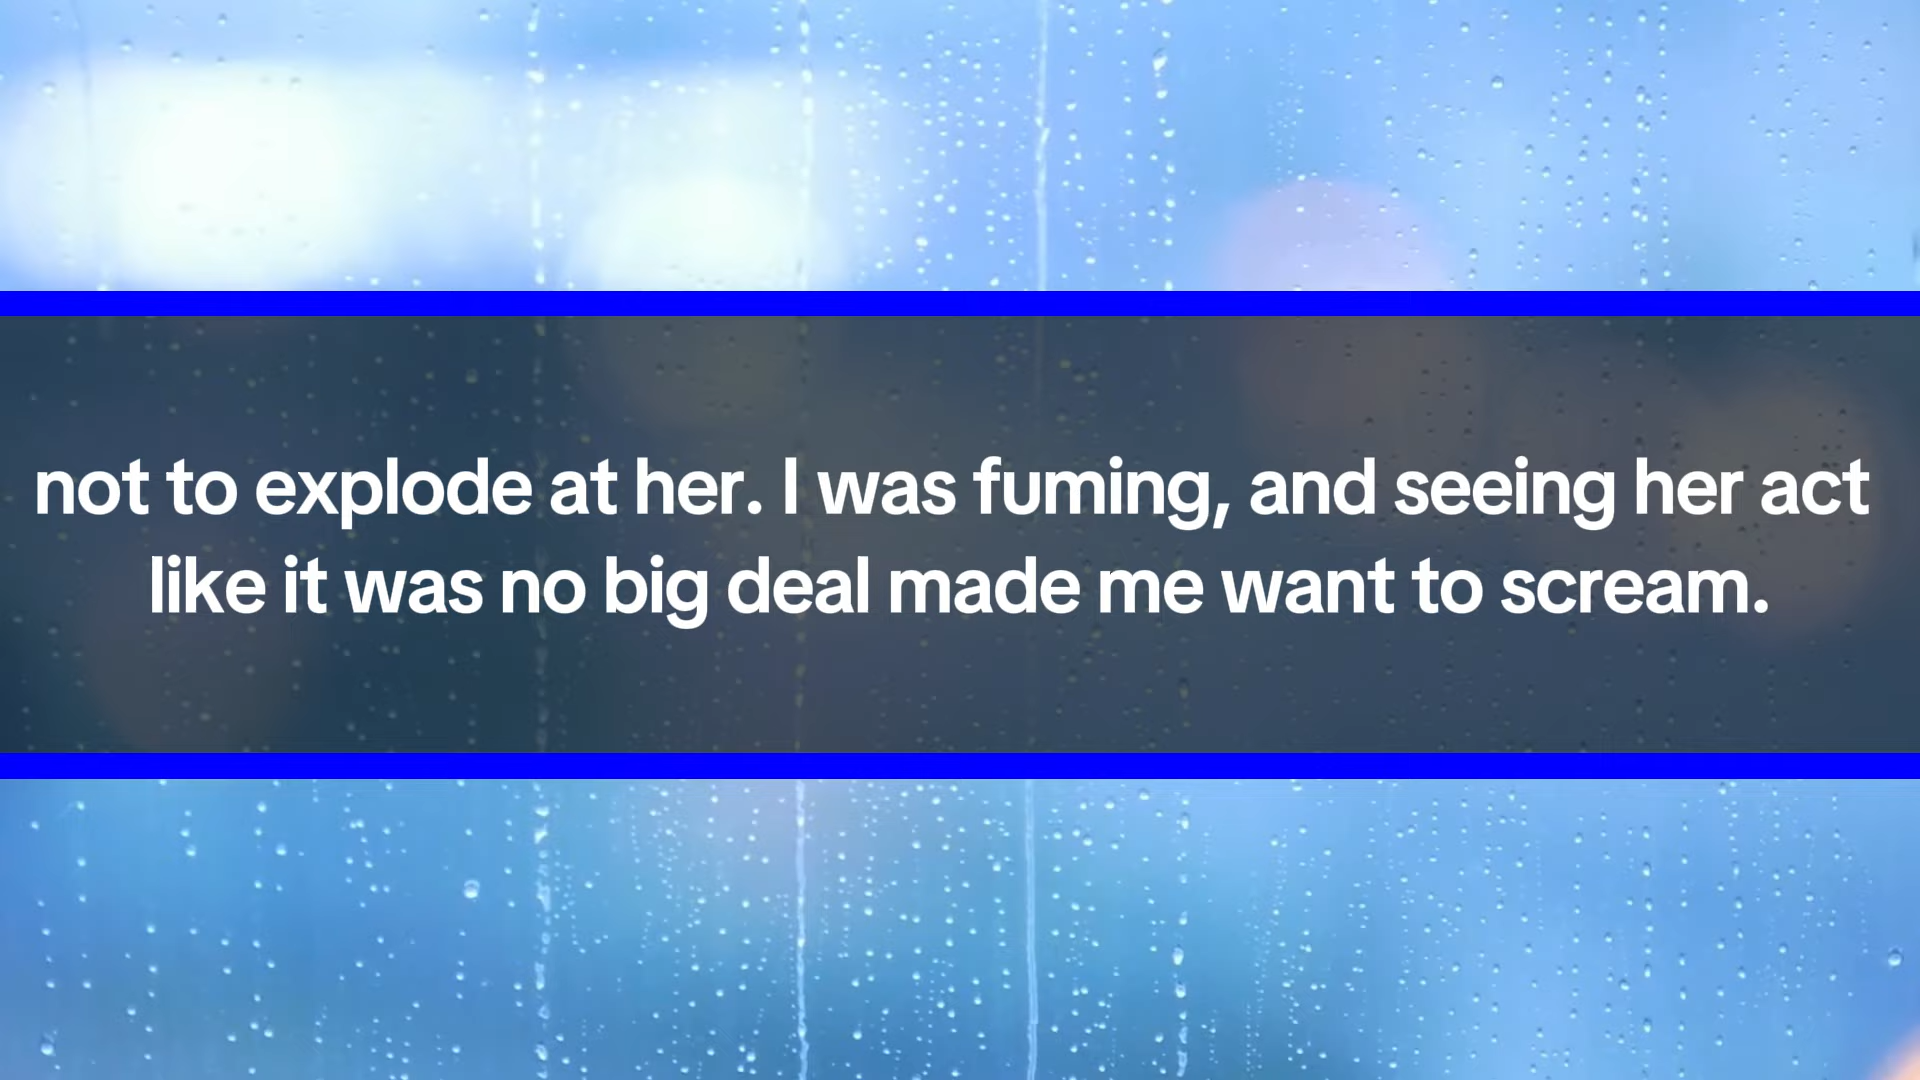 not to explode at her. I was fuming, and seeing her act
like it was no big deal made me want to scream.